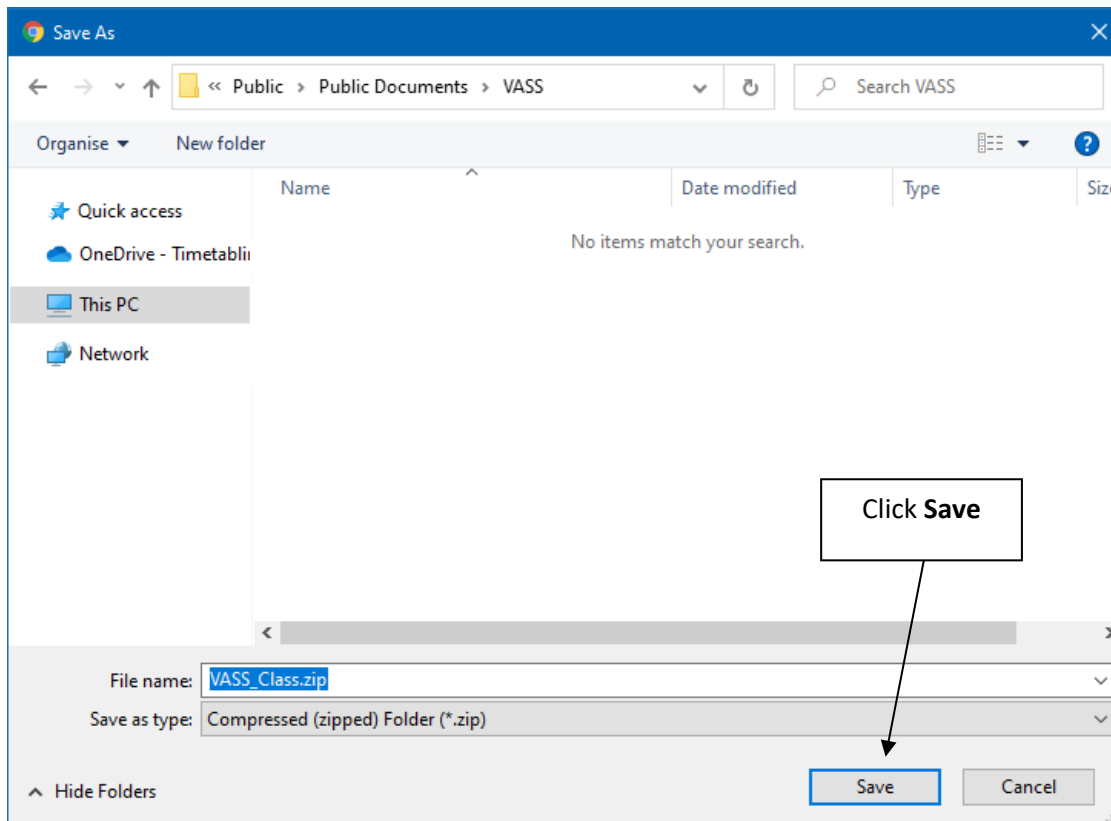 Save As
« Public > Public Documents > VASS
Search VASS
Organise
New folder
Name
Date modified
Type
Siz
Quick access
No items match your search.
OneDrive - Timetablin
This PC
Network
Click Save
File name: VASS_Class.zip
Save as type: Compressed (zipped) Folder (*.zip)
Hide Folders
Save
Cancel